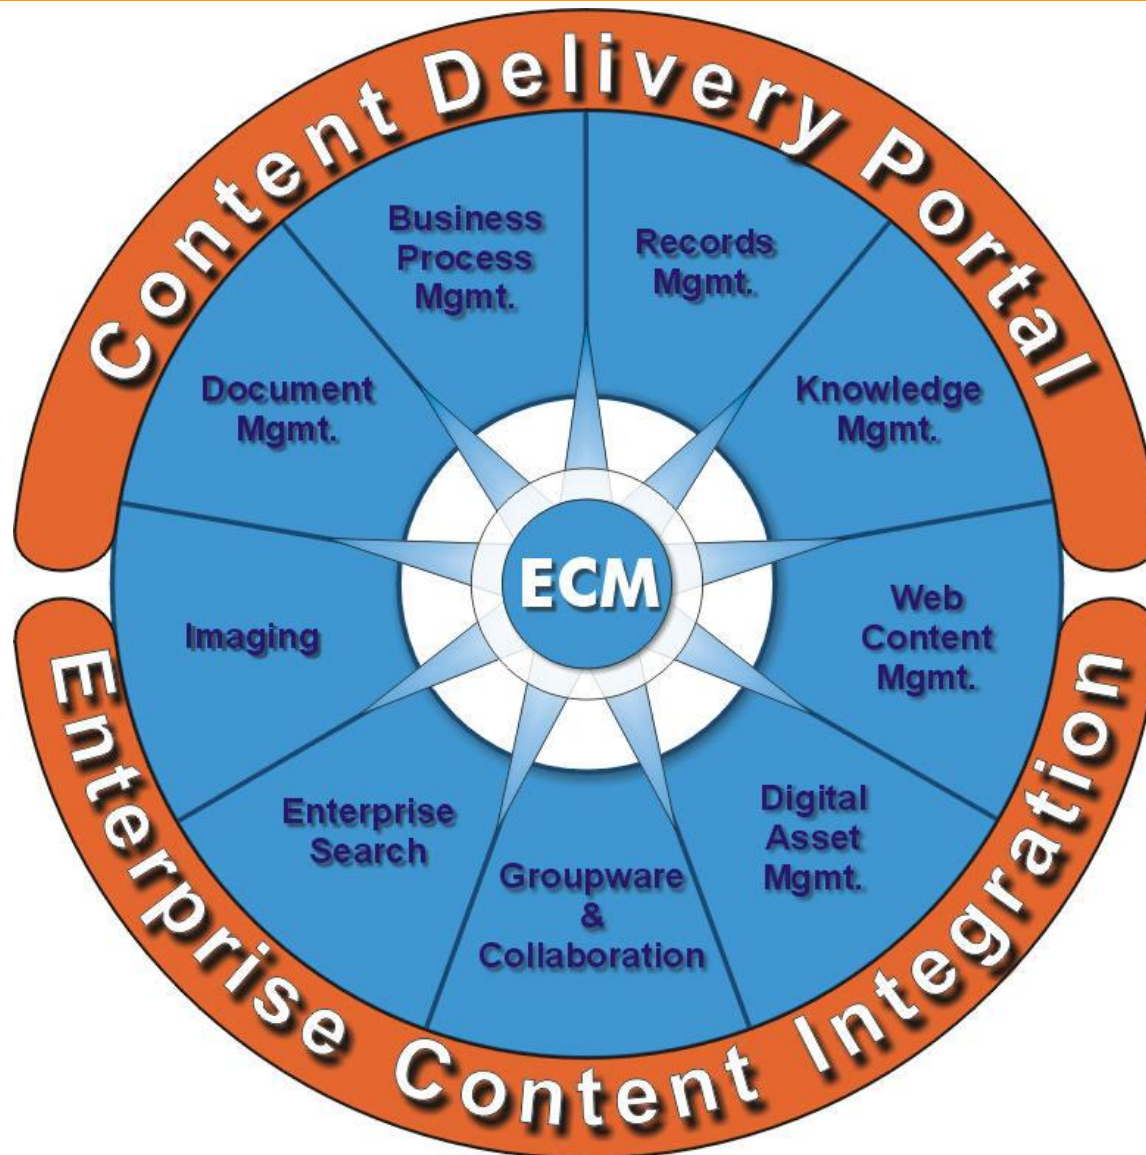 Content Delivery Portal
Business
Process
Mgmt.
Records
Mgmt.
Document
Mgmt.
Knowledge
Mgmt.
ECM
Imaging
Web
Content
Mgmt.
Enterprise
Search
Groupware
&
Collaboration
Digital
Asset
Mgmt.
Enterprise Content Integration